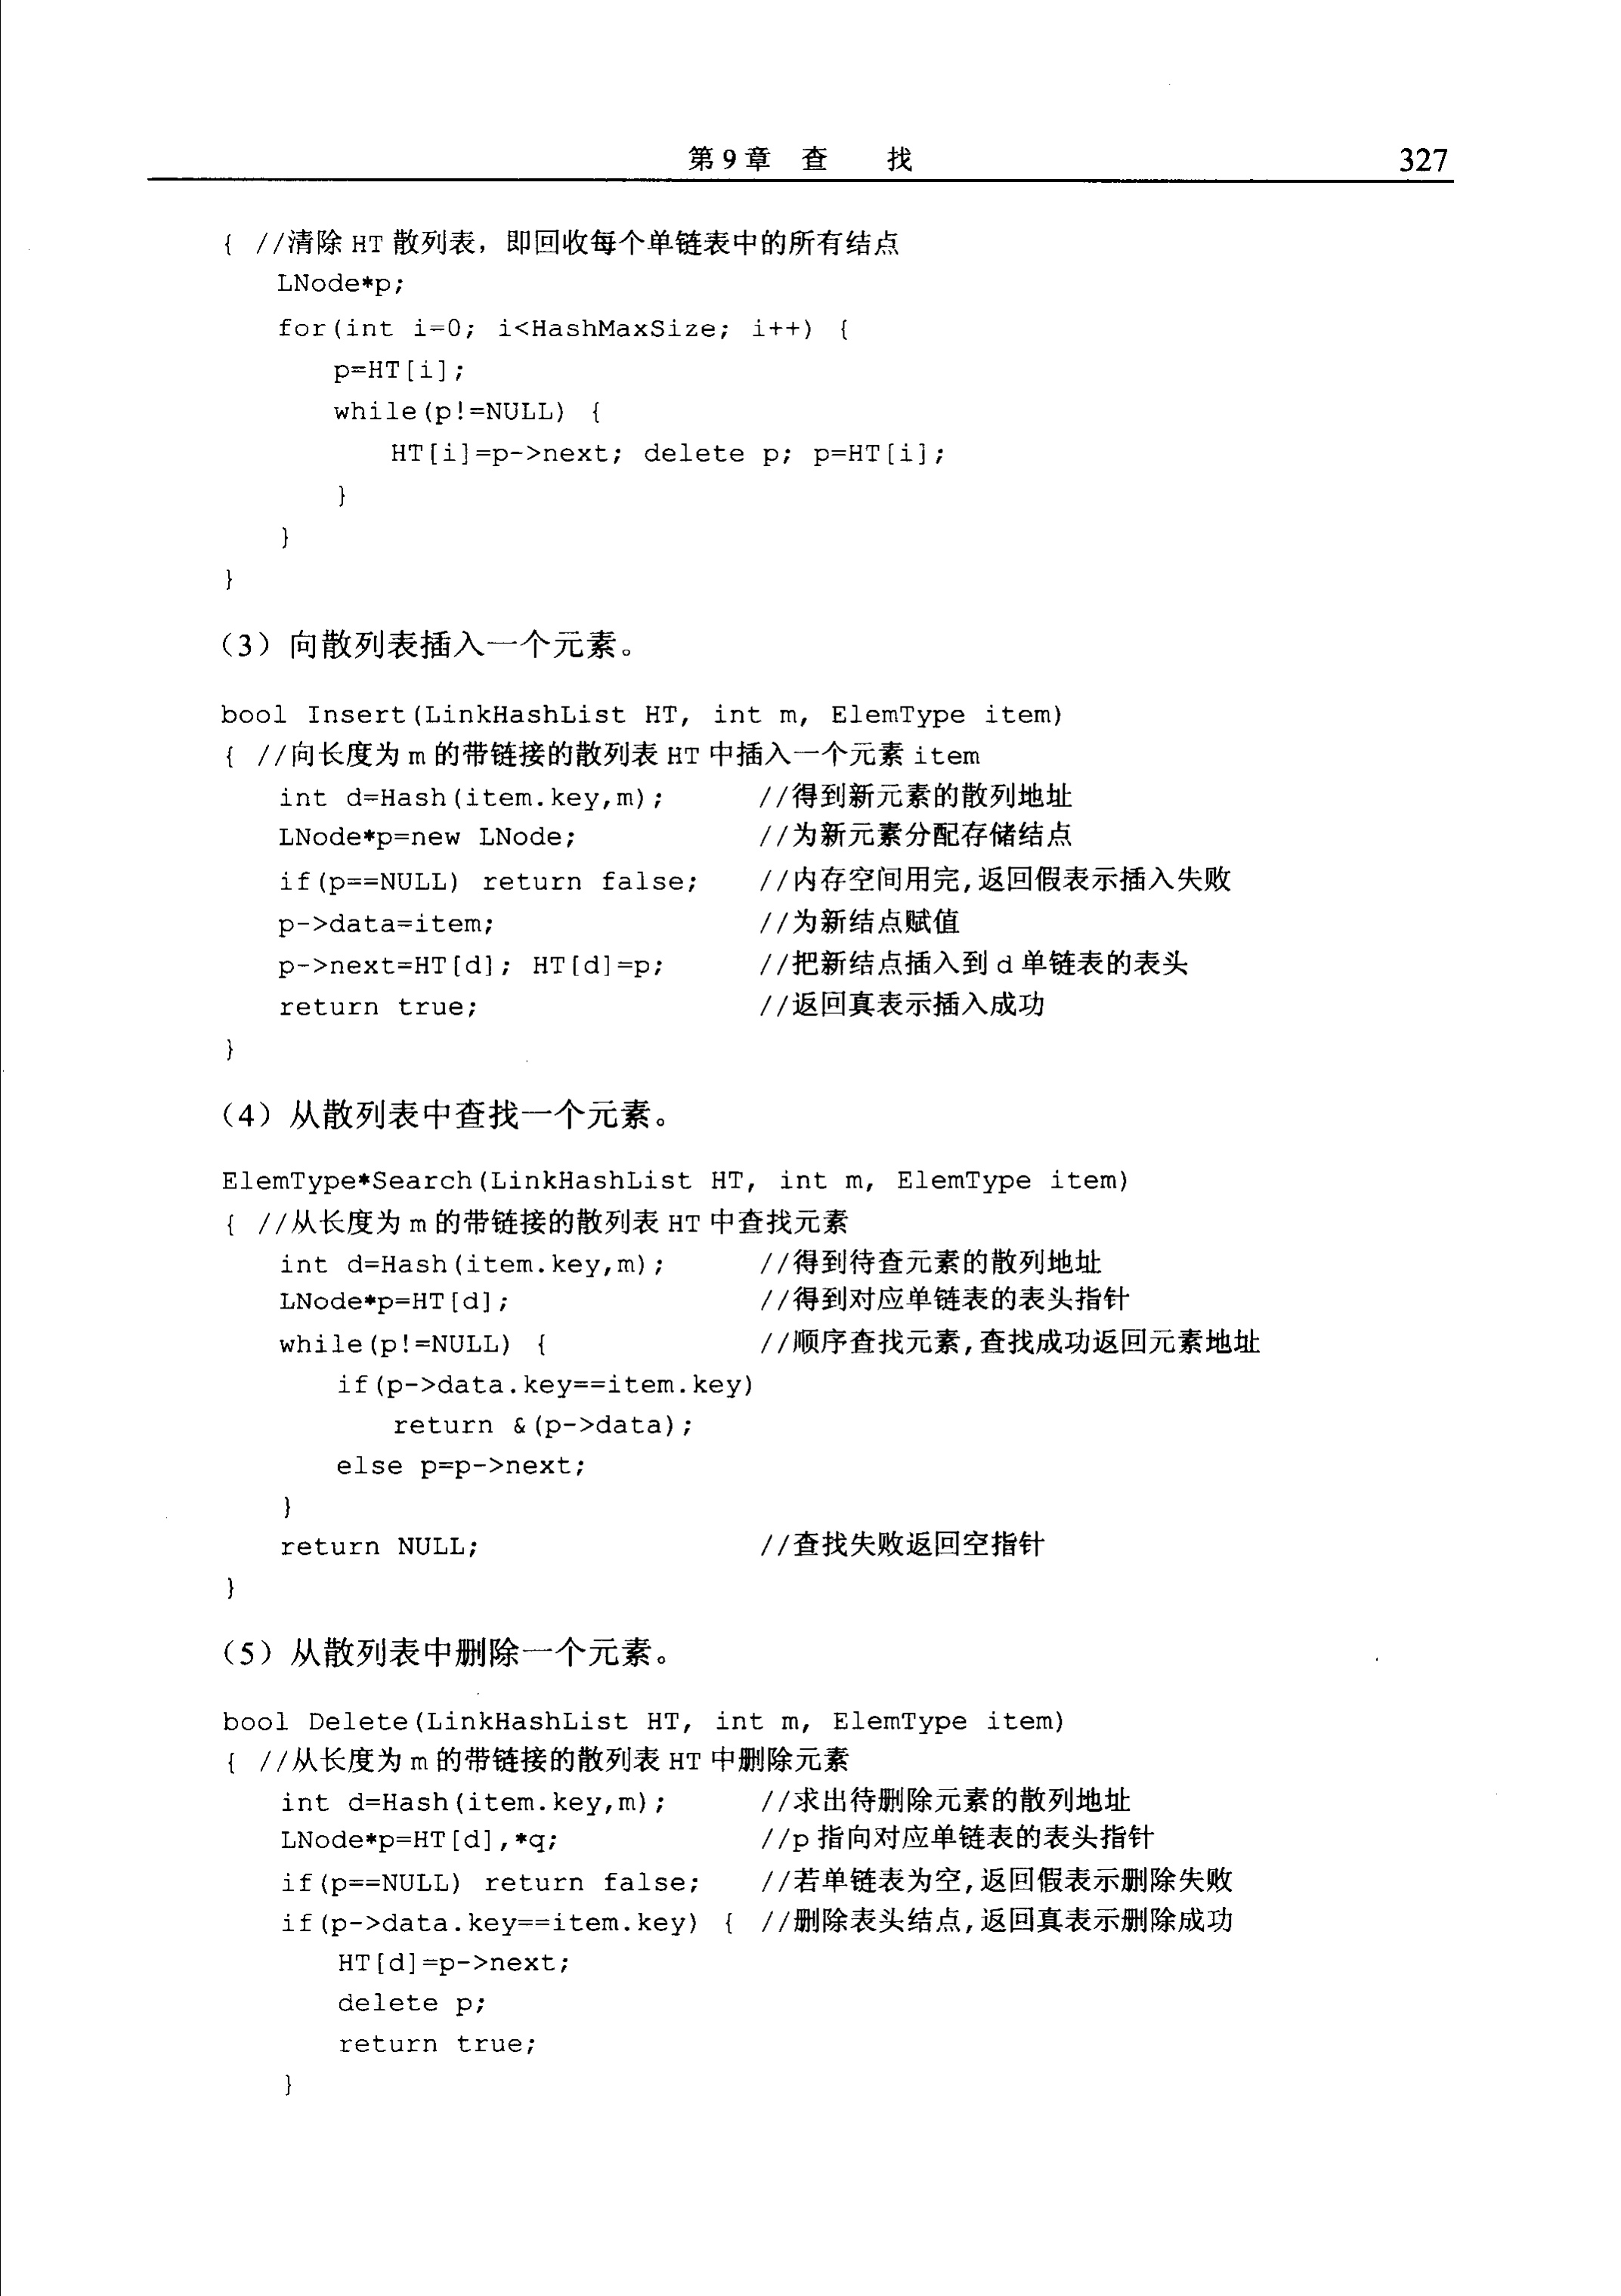 第9章 查 找 327
{ //清除 HT 散列表，即回收每个单链表中的所有结点
LNode*p;
for(int i=0; i<HashMaxSize; i++) {
p=HT[i];
while(p!=NULL) {
HT[i]=p->next; delete p; p=HT[i];
}
}
}
（3）向散列表插入一个元素。
bool Insert(LinkHashList HT, int m, ElemType item)
{ //向长度为 m 的带链接的散列表 HT 中插入一个元素 item
int d=Hash(item.key,m); //得到新元素的散列地址
LNode*p=new LNode; //为新元素分配存储结点
if(p==NULL) return false; //内存空间用完,返回假表示插入失败
p->data=item; //为新结点赋值
p->next=HT[d]; HT[d]=p; //把新结点插入到 d 单链表的表头
return true; //返回真表示插入成功
}
（4）从散列表中查找一个元素。
ElemType*Search(LinkHashList HT, int m, ElemType item)
{ //从长度为 m 的带链接的散列表 HT 中查找元素
int d=Hash(item.key,m); //得到待查元素的散列地址
LNode*p=HT[d]; //得到对应单链表的表头指针
while(p!=NULL) { //顺序查找元素,查找成功返回元素地址
if(p->data.key==item.key)
return &(p->data);
else p=p->next;
}
return NULL; //查找失败返回空指针
}
（5）从散列表中删除一个元素。
bool Delete(LinkHashList HT, int m, ElemType item)
{ //从长度为 m 的带链接的散列表 HT 中删除元素
int d=Hash(item.key,m); //求出待删除元素的散列地址
LNode*p=HT[d],*q; //p 指向对应单链表的表头指针
if(p==NULL) return false; //若单链表为空,返回假表示删除失败
if(p->data.key==item.key) { //删除表头结点,返回真表示删除成功
HT[d]=p->next;
delete p;
return true;
}